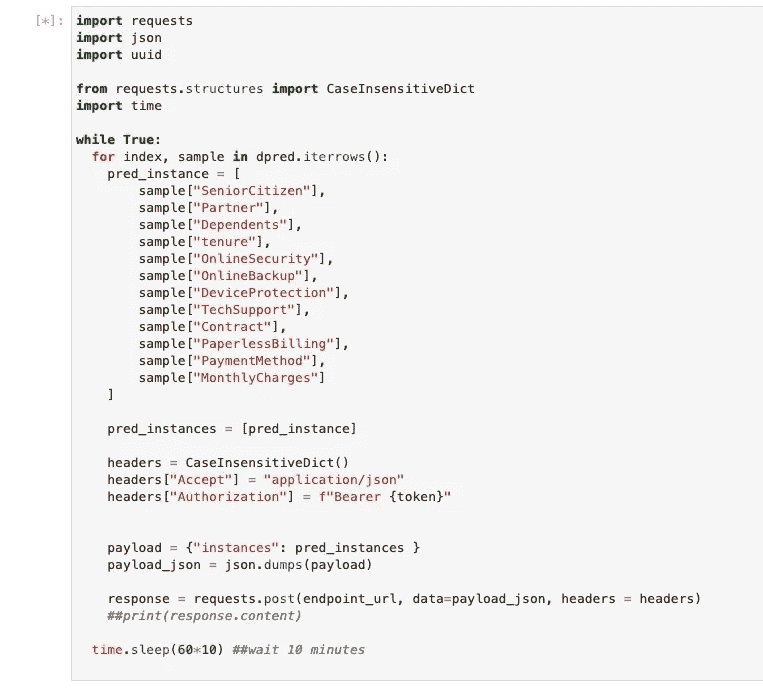 [*]:
import requests
import json
import uuid
from requests.structures import CaseInsensitiveDict
import time
while True:
for index, sample in dpred.iterrows():
pred_instance = [
sample["SeniorCitizen"],
sample["Partner"],
sample["Dependents"],
sample["tenure"],
sample["OnlineSecurity"],
sample["OnlineBackup"],
sample["DeviceProtection"],
sample["TechSupport"],
sample["Contract"],
sample["PaperlessBilling"],
sample["PaymentMethod"],
sample["MonthlyCharges"]
]
pred_instances = [pred_instance]
headers = CaseInsensitiveDict()
headers["Accept"] = "application/json"
headers["Authorization"] = f"Bearer {token}"
payload = {"instances": pred_instances }
payload_json = json.dumps(payload)
response = requests.post(endpoint_url, data=payload_json, headers = headers)
##print(response.content)
time.sleep(60*10) ##wait 10 minutes